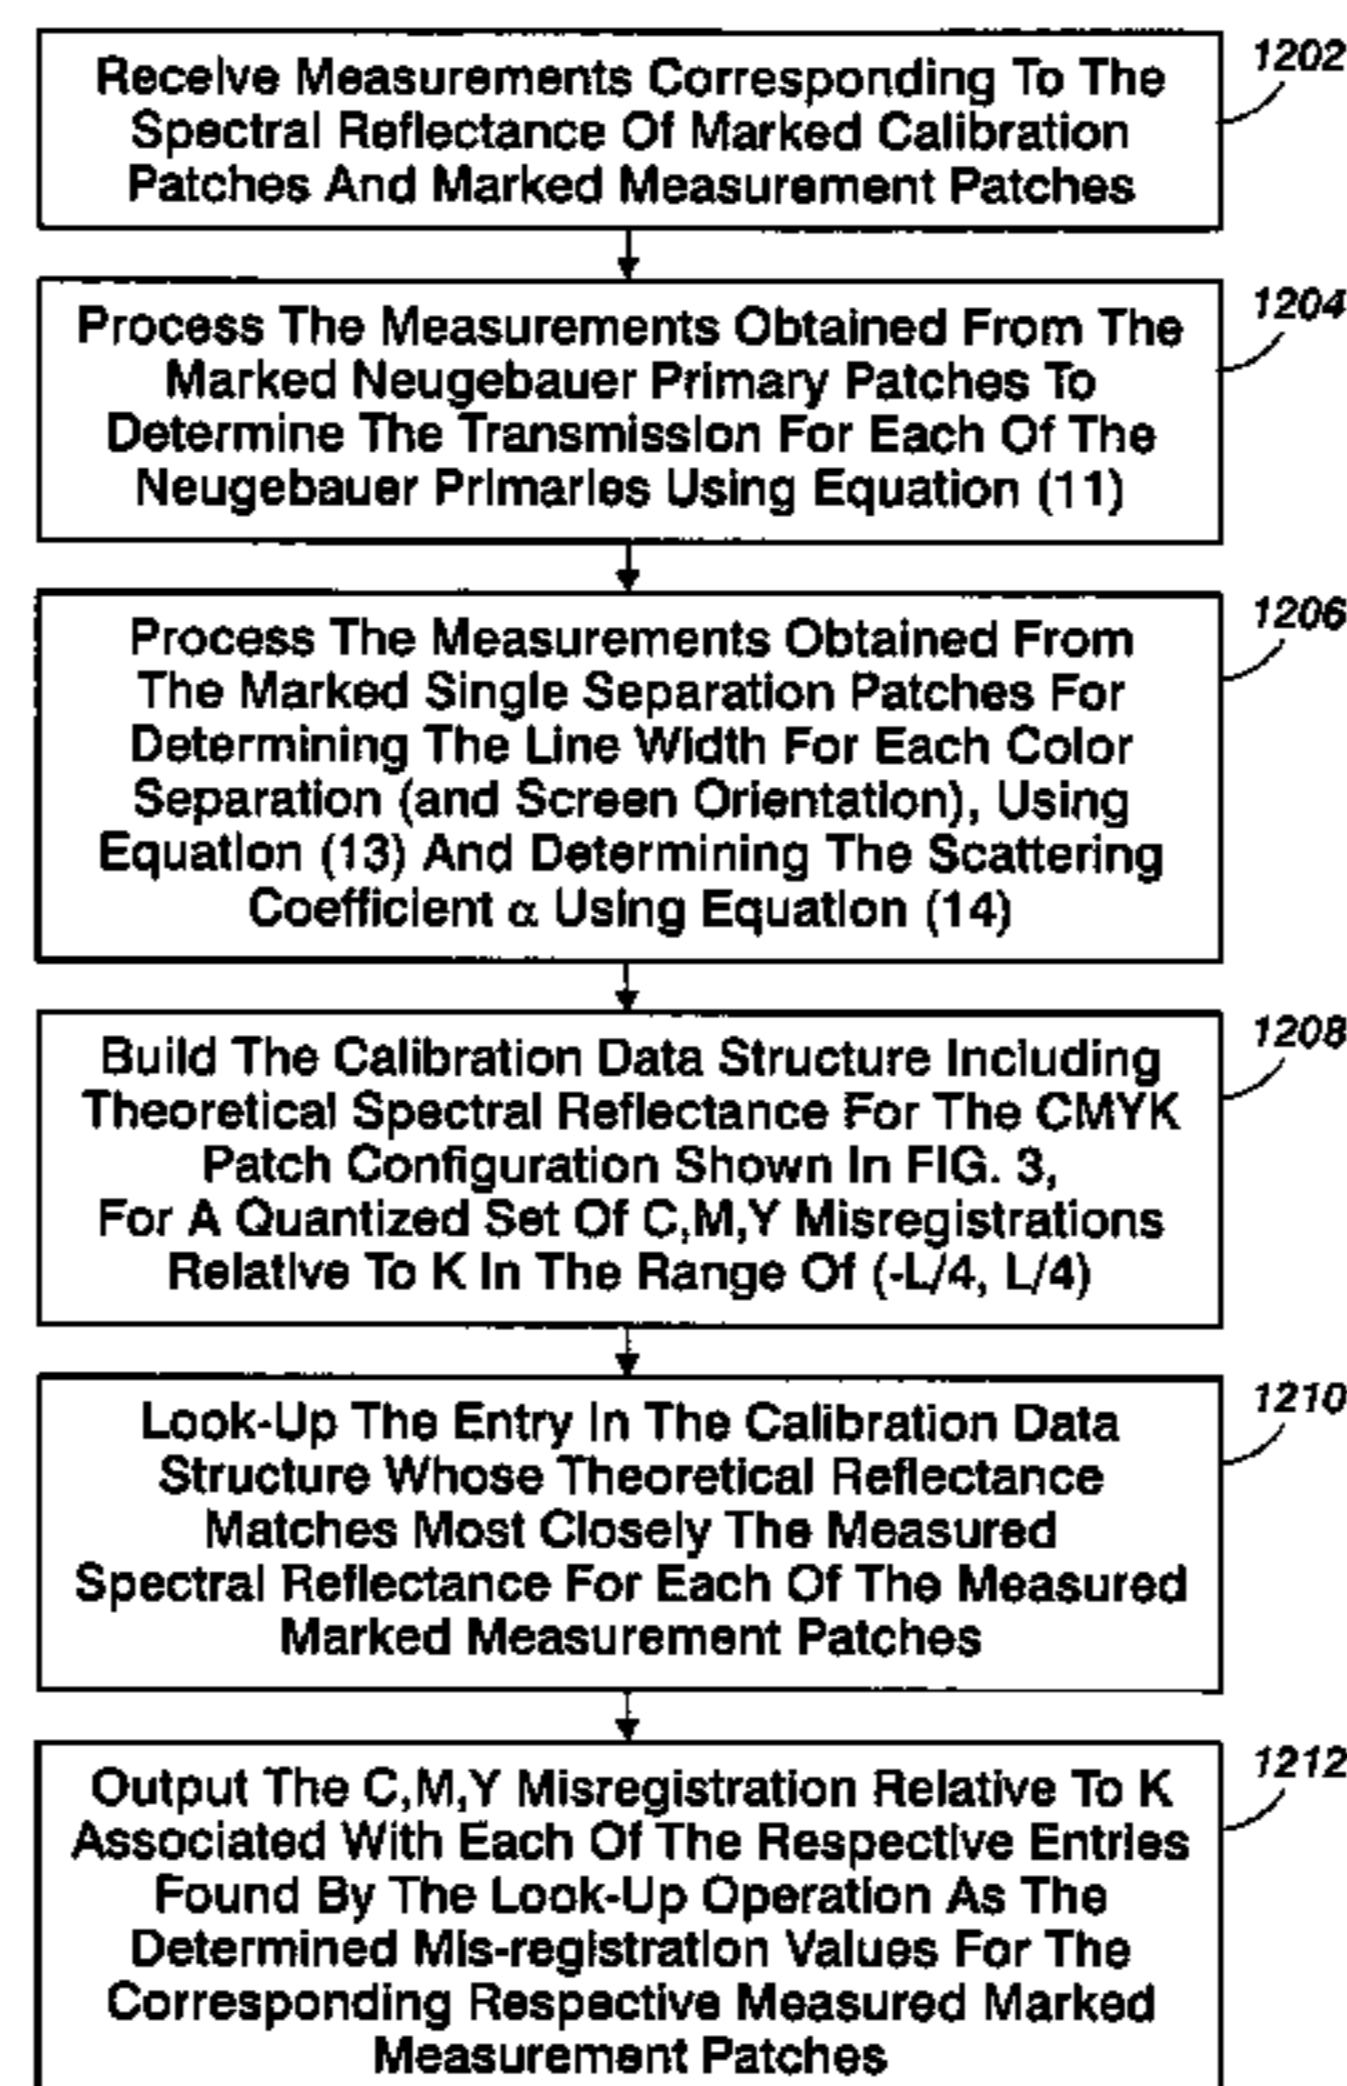 Receive Measurements Corresponding To The
Spectral Reflectance Of Marked Calibration
Patches And Marked Measurement Patches
1202
Process The Measurements Obtained From The
Marked Neugebauer Primary Patches To
Determine The Transmission For Each Of The
Neugebauer Primaries Using Equation (11)
1204
Process The Measurements Obtained From
The Marked Single Separation Patches For
Determining The Line Width For Each Color
Separation (and Screen Orientation), Using
Equation (13) And Determining The Scattering
Coefficient α Using Equation (14)
1206
Build The Calibration Data Structure Including
Theoretical Spectral Reflectance For The CMYK
Patch Configuration Shown In FIG. 3,
For A Quantized Set Of C,M,Y Misregistrations
Relative To K In The Range Of (-L/4, L/4)
1208
Look-Up The Entry In The Calibration Data
Structure Whose Theoretical Reflectance
Matches Most Closely The Measured
Spectral Reflectance For Each Of The Measured
Marked Measurement Patches
1210
Output The C,M,Y Misregistration Relative To K
Associated With Each Of The Respective Entries
Found By The Look-Up Operation As The
Determined Mis-registration Values For The
Corresponding Respective Measured Marked
Measurement Patches
1212